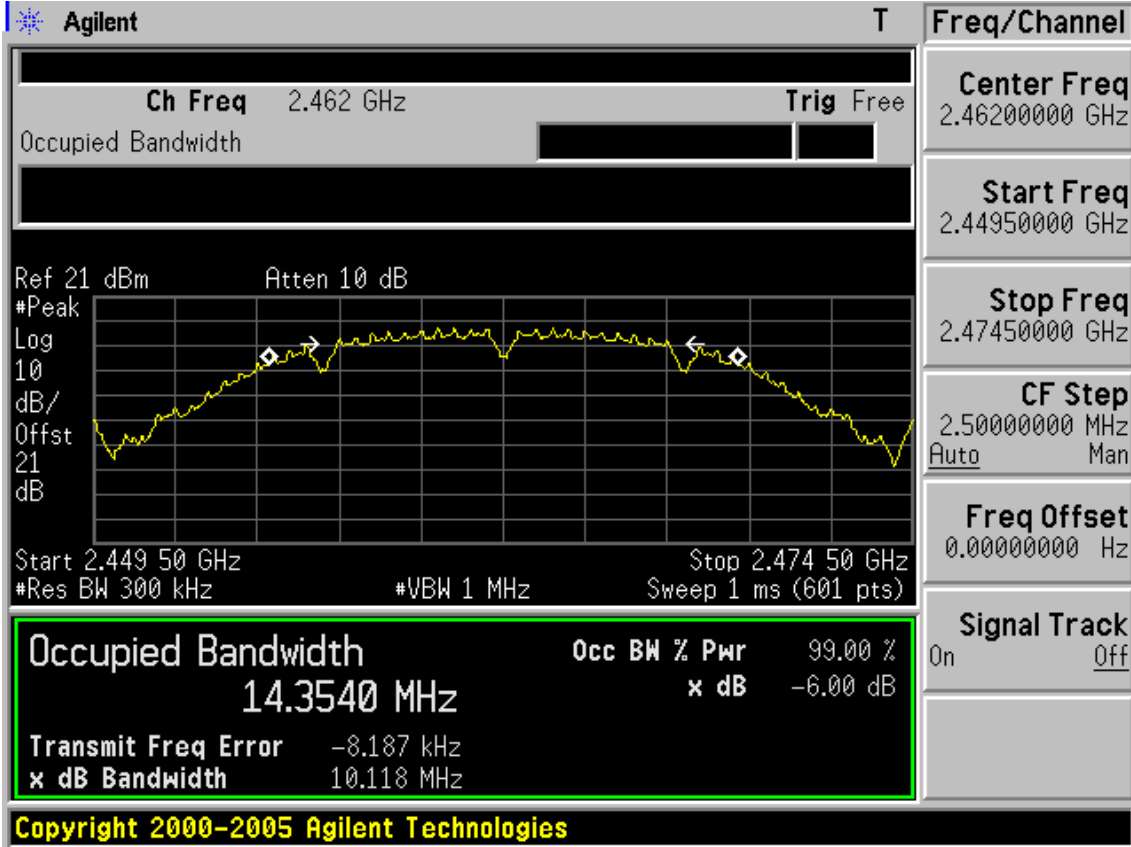 Agilent
T
Freq/Channel
Ch Freq 2.462 GHz
Trig Free
Occupied Bandwidth
Center Freq
2.46200000 GHz
Start Freq
2.44950000 GHz
Stop Freq
2.47450000 GHz
CF Step
2.50000000 MHz
Auto Man
Freq Offset
0.00000000 Hz
Signal Track
On Off
Ref 21 dBm
Atten 10 dB
#Peak
Log
10
dB/
Offst
21
dB
Start 2.449 50 GHz
Stop 2.474 50 GHz
#Res BW 300 kHz
#VBW 1 MHz
Sweep 1 ms (601 pts)
Occupied Bandwidth
14.3540 MHz
Occ BW % Pwr 99.00 %
x dB -6.00 dB
Transmit Freq Error -8.187 kHz
x dB Bandwidth 10.118 MHz
Copyright 2000-2005 Agilent Technologies